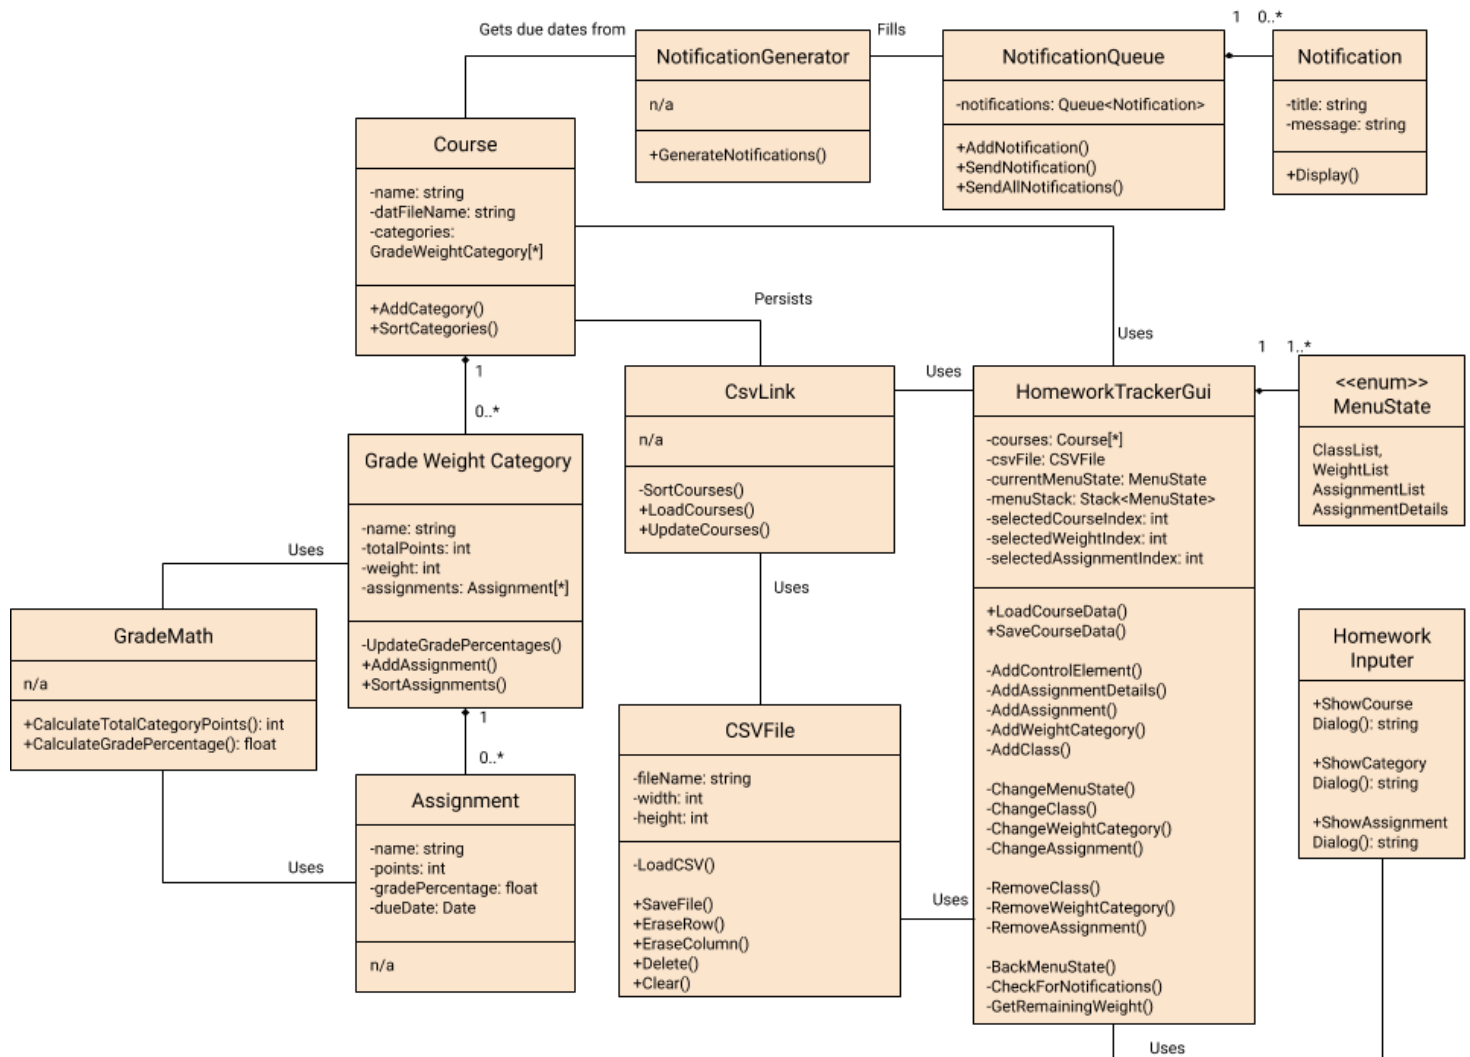 Gets due dates from
Fills
1 0..*
NotificationGenerator
n/a
+GenerateNotifications()
NotificationQueue
-notifications: Queue<Notification>
+AddNotification()
+SendNotification()
+SendAllNotifications()
Notification
-title: string
-message: string
+Display()
Course
-name: string
-datFileName: string
-categories:
GradeWeightCategory[*]
+AddCategory()
+SortCategories()
Persists
Uses
1 1..*
1
0..*
CsvLink
n/a
-SortCourses()
+LoadCourses()
+UpdateCourses()
Uses
HomeworkTrackerGui
-courses: Course[*]
-csvFile: CSVFile
-currentMenuState: MenuState
-menuStack: Stack<MenuState>
-selectedCourseIndex: int
-selectedWeightIndex: int
-selectedAssignmentIndex: int
+LoadCourseData()
+SaveCourseData()
-AddControlElement()
-AddAssignmentDetails()
-AddAssignment()
-AddWeightCategory()
-AddClass()
-ChangeMenuState()
-ChangeClass()
-ChangeWeightCategory()
-ChangeAssignment()
-RemoveClass()
-RemoveWeightCategory()
-RemoveAssignment()
-BackMenuState()
-CheckForNotifications()
-GetRemainingWeight()
<<enum>>
MenuState
ClassList,
WeightList
AssignmentList
AssignmentDetails
Grade Weight Category
-name: string
-totalPoints: int
-weight: int
-assignments: Assignment[*]
-UpdateGradePercentages()
+AddAssignment()
+SortAssignments()
Uses
Uses
GradeMath
n/a
+CalculateTotalCategoryPoints(): int
+CalculateGradePercentage(): float
1
0..*
Assignment
-name: string
-points: int
-gradePercentage: float
-dueDate: Date
n/a
Uses
CSVFile
-fileName: string
-width: int
-height: int
-LoadCSV()
+SaveFile()
+EraseRow()
+EraseColumn()
+Delete()
+Clear()
Uses
Homework
Inputer
+ShowCourse
Dialog(): string
+ShowCategory
Dialog(): string
+ShowAssignment
Dialog(): string
Uses